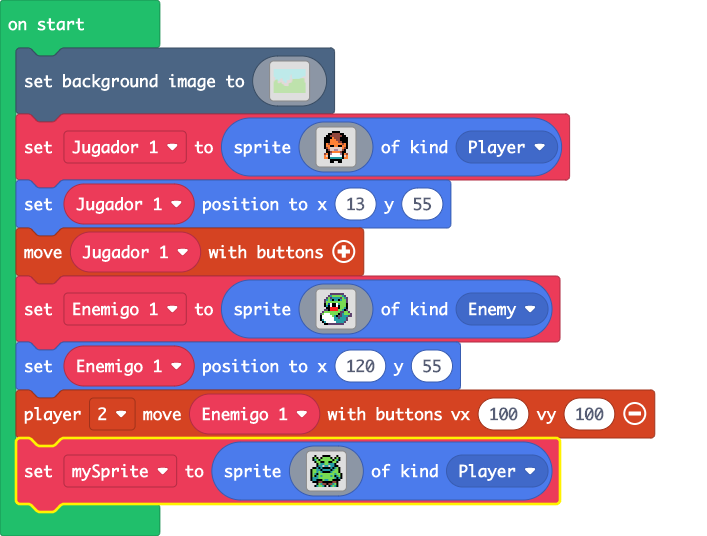 on start
set background image to
set Jugador 1 to sprite of kind Player
set Jugador 1 position to x 13 y 55
move Jugador 1 with buttons
set Enemigo 1 to sprite of kind Enemy
set Enemigo 1 position to x 120 y 55
player 2 move Enemigo 1 with buttons vx 100 vy 100
set mySprite to sprite of kind Player